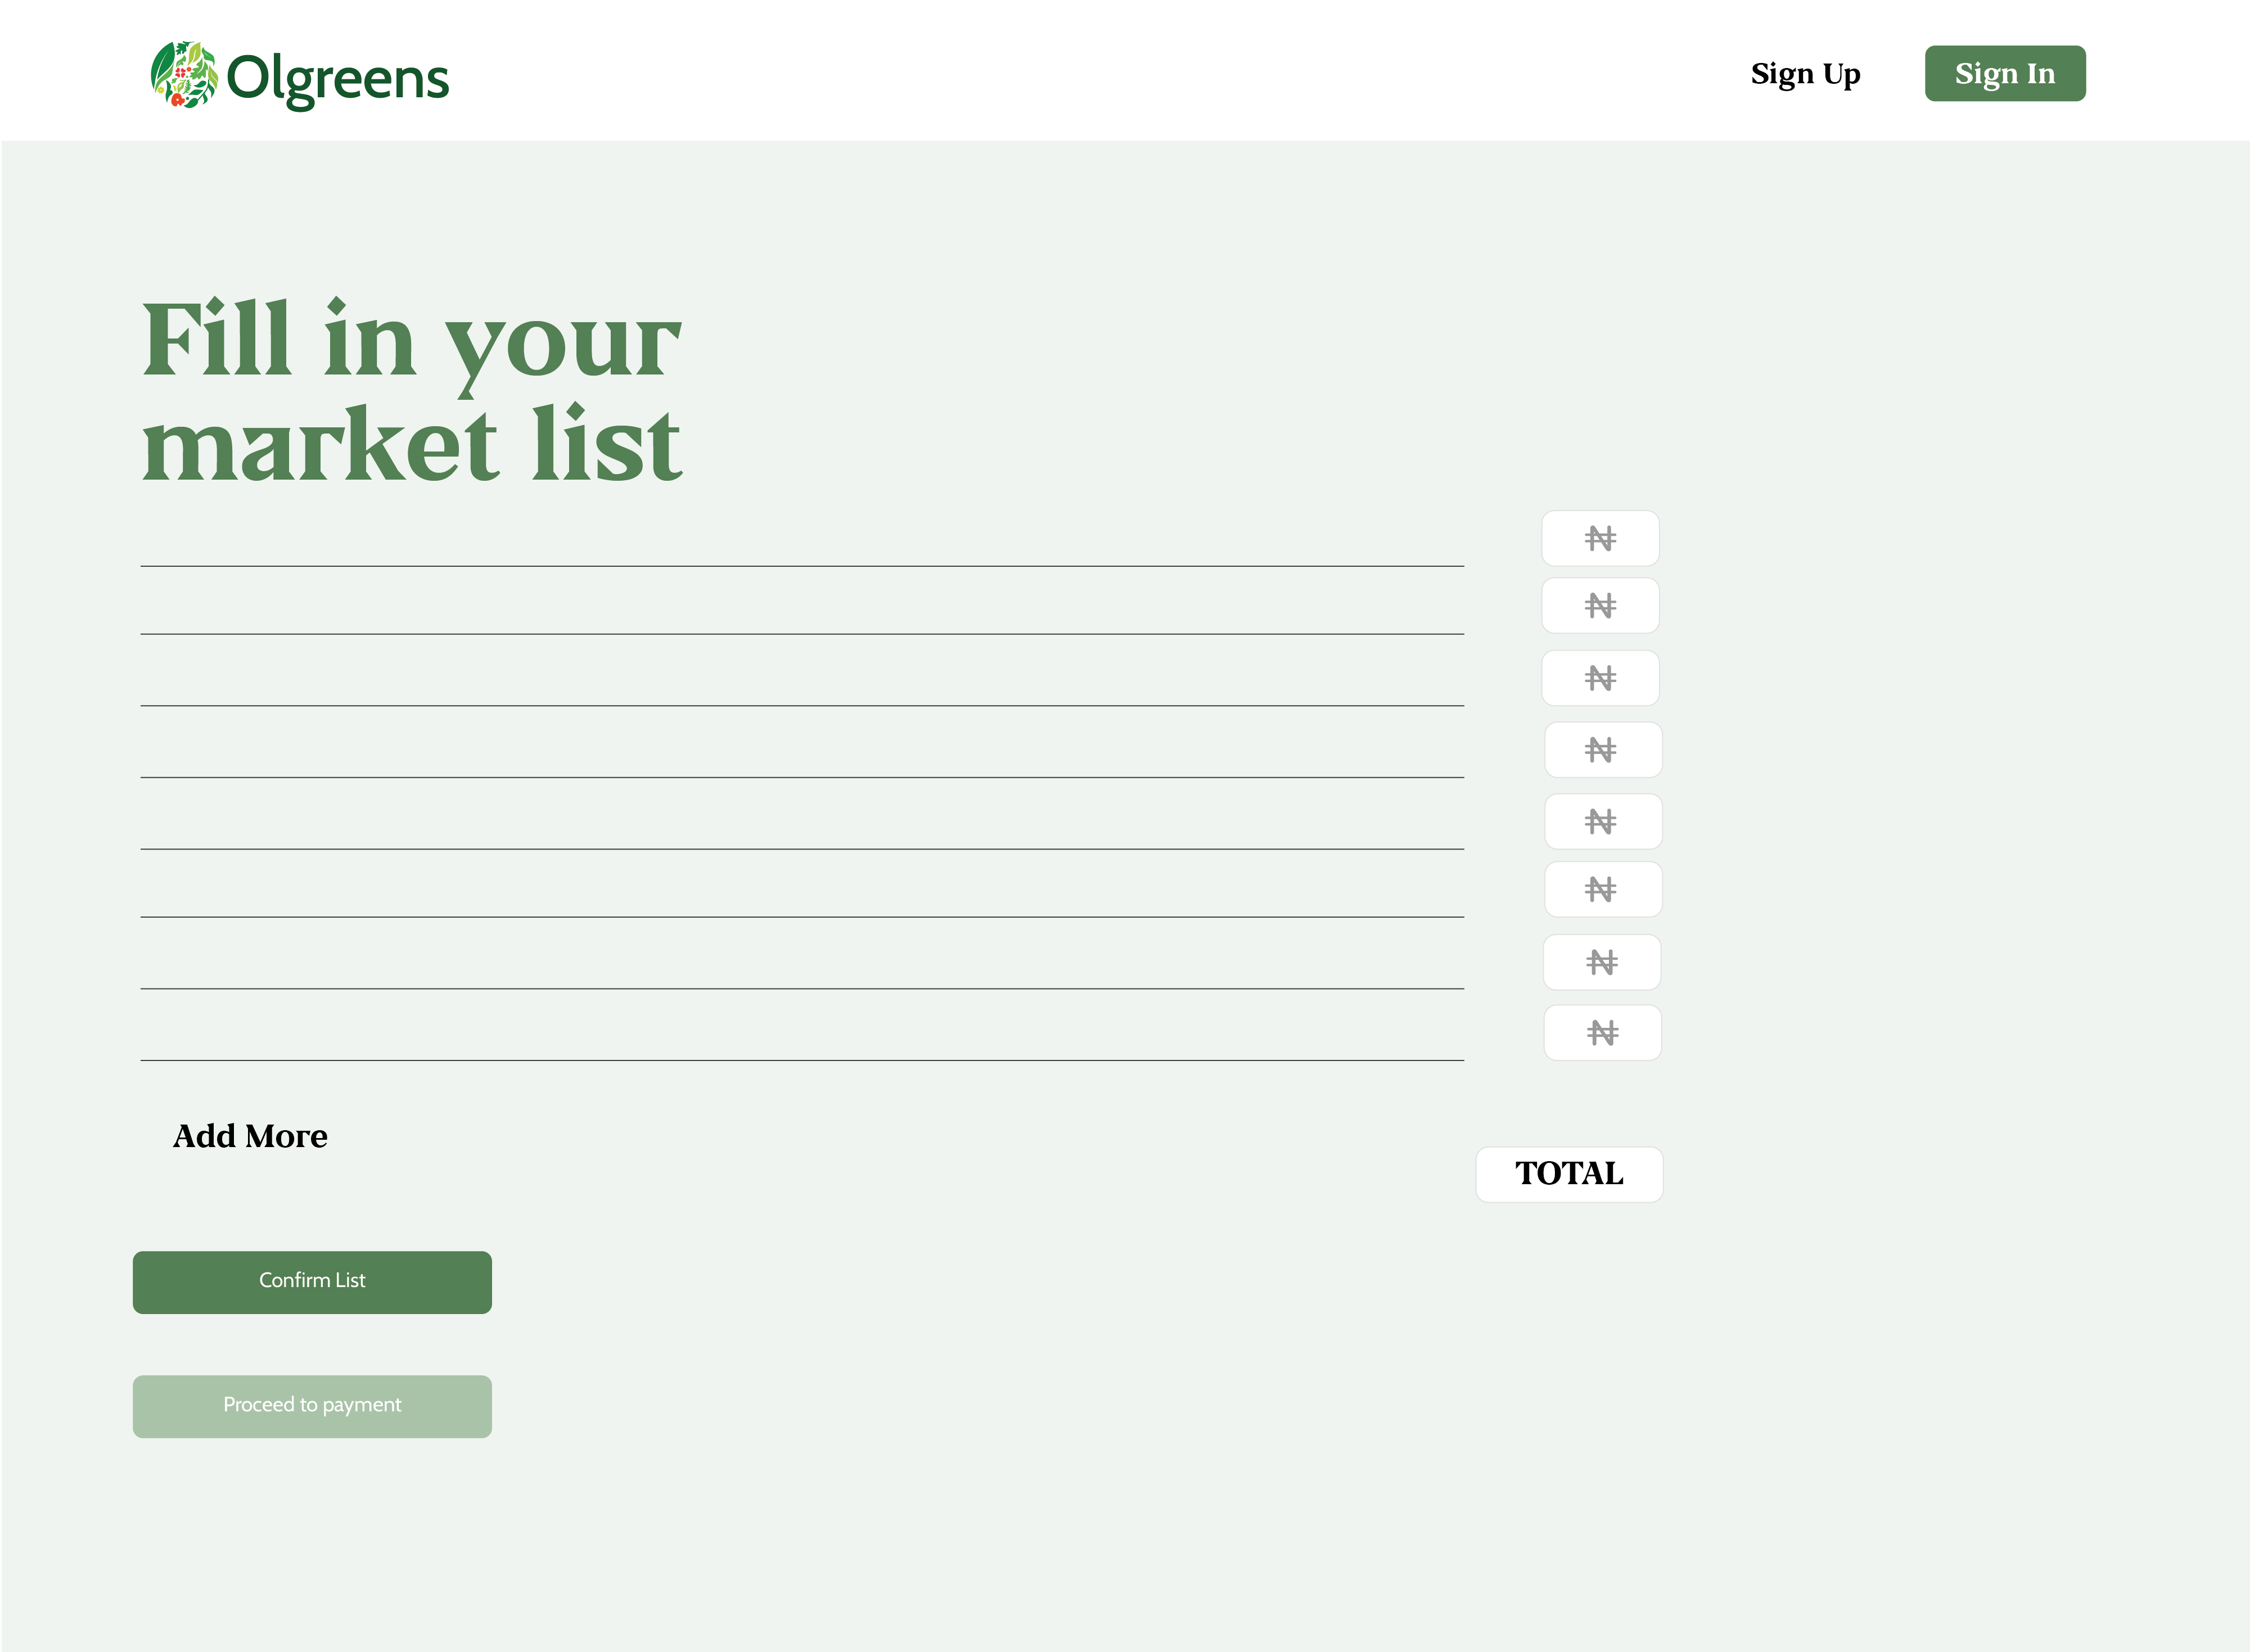 Olgreens
Sign Up
Sign In
Fill in your
market list
₦
₦
₦
₦
₦
₦
₦
₦
Add More
TOTAL
Confirm List
Proceed to payment